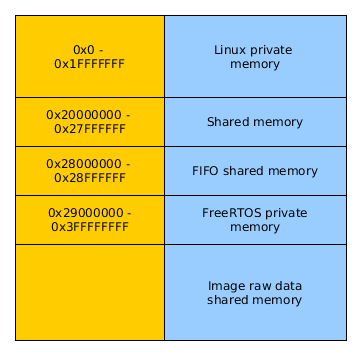 0x0 -
0x1FFFFFFF
Linux private
memory
0x20000000 -
0x27FFFFFF
Shared memory
0x28000000 -
0x28FFFFFF
FIFO shared memory
0x29000000 -
0x3FFFFFFFF
FreeRTOS private
memory
Image raw data
shared memory